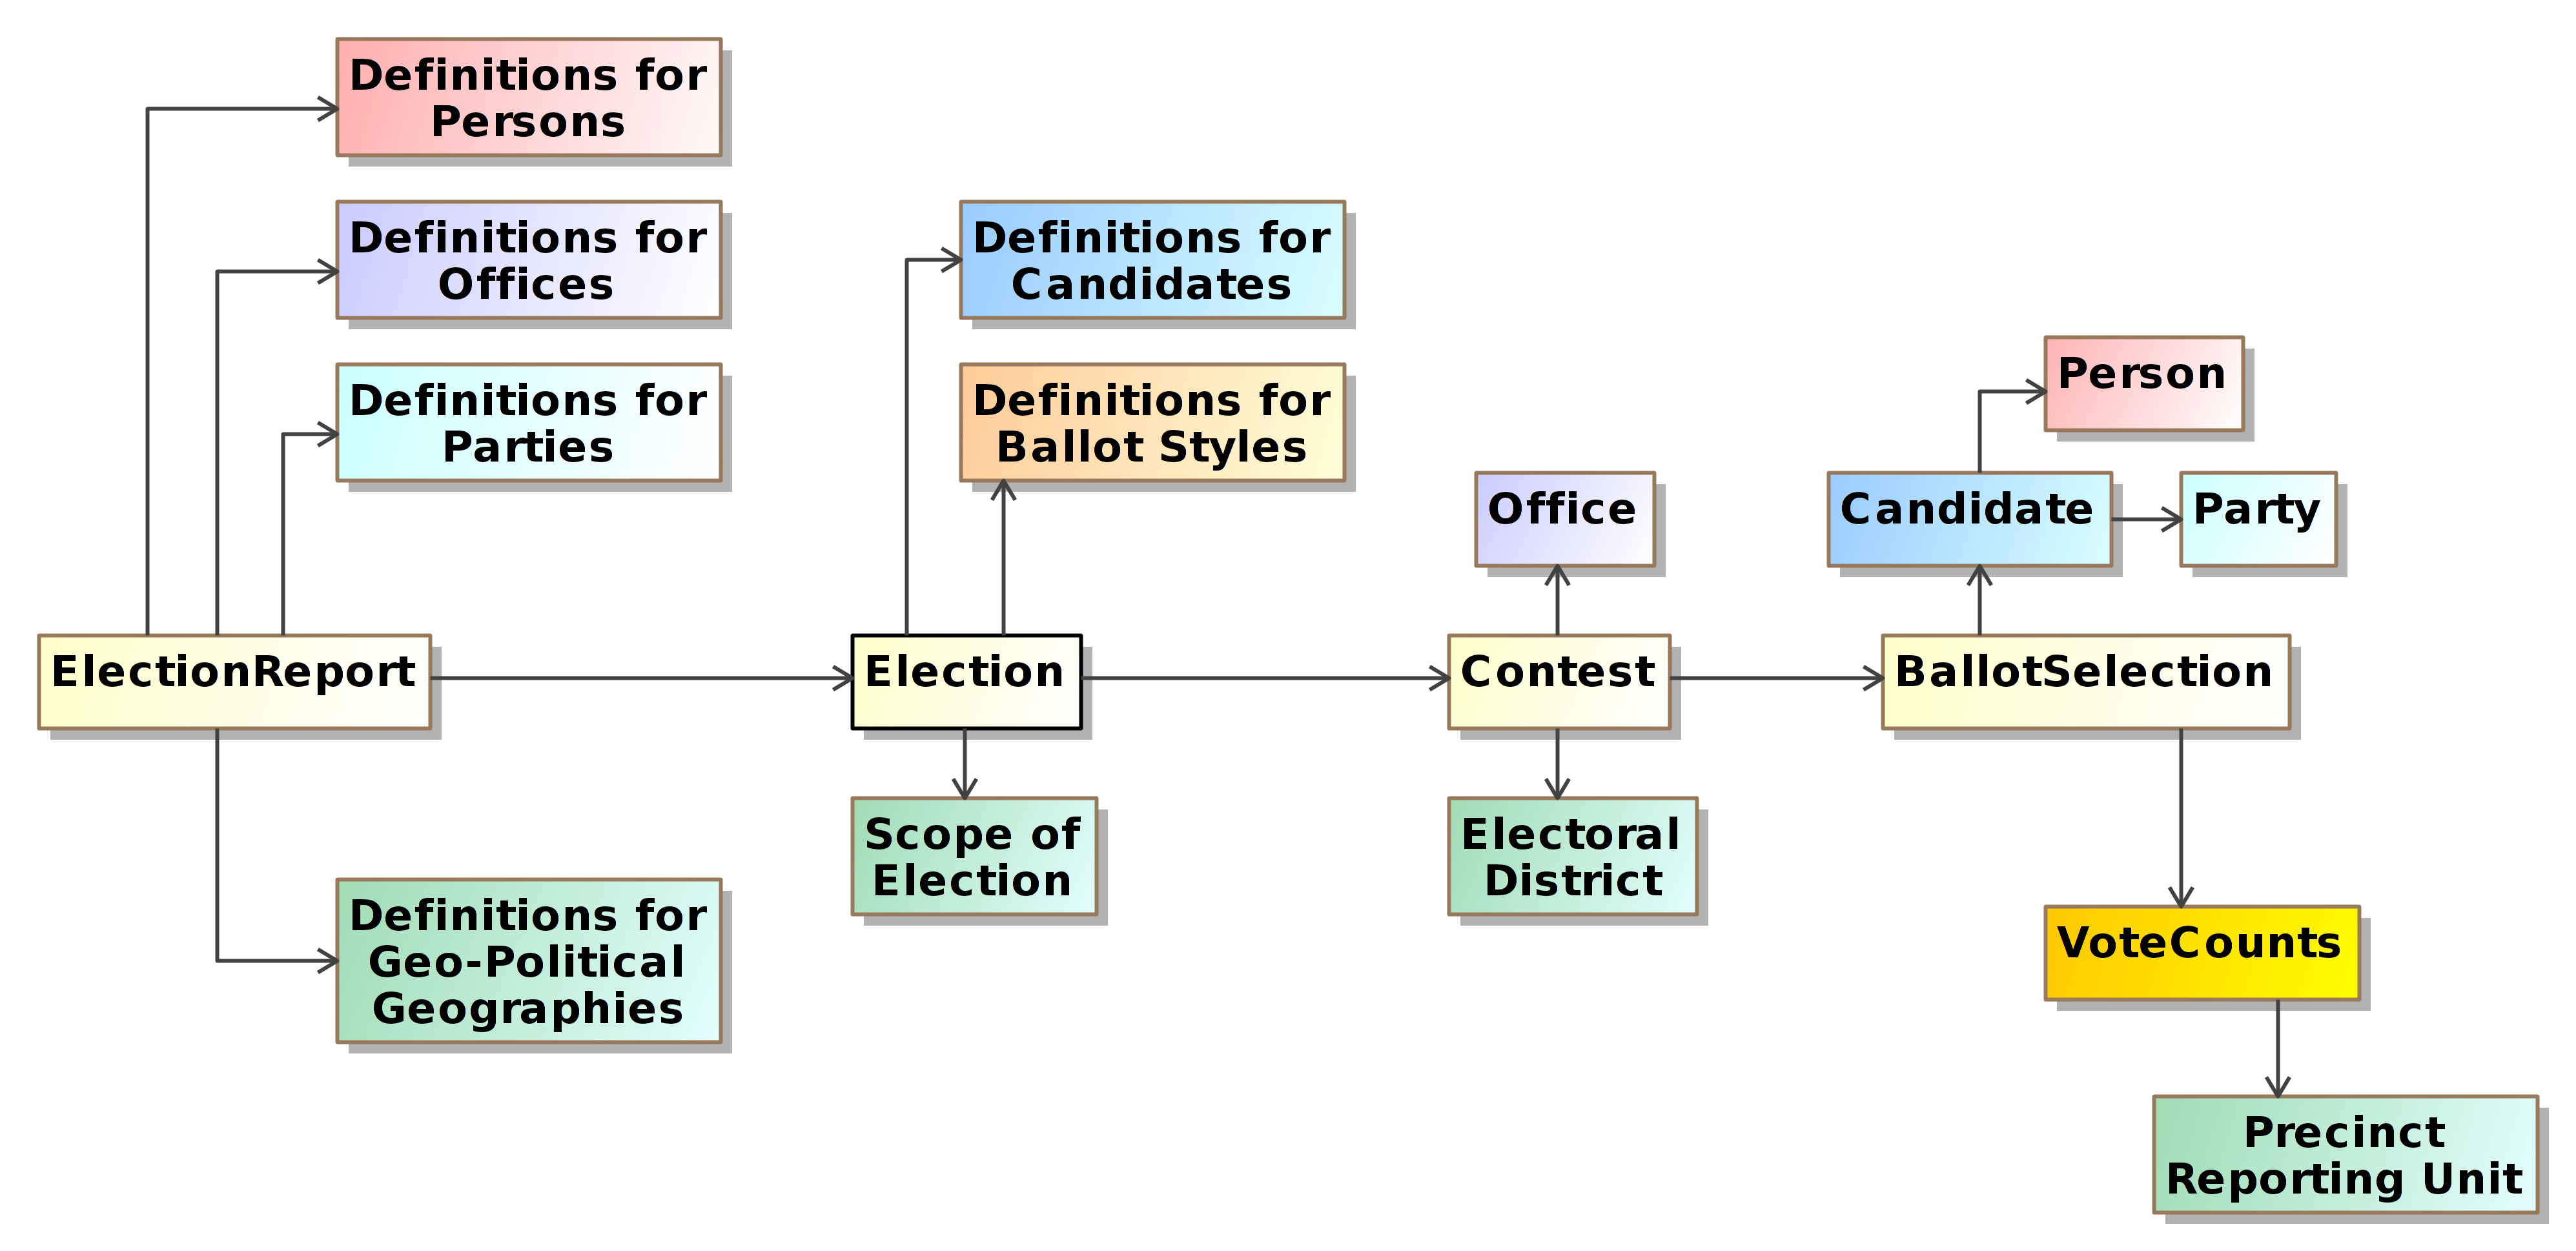 Definitions for
Persons
Definitions for
Offices
Definitions for
Parties
Definitions for
Candidates
Definitions for
Ballot Styles
Person
Office
Candidate
Party
ElectionReport
Election
Contest
BallotSelection
Scope of
Election
Electoral
District
Definitions for
Geo-Political
Geographies
VoteCounts
Precinct
Reporting Unit